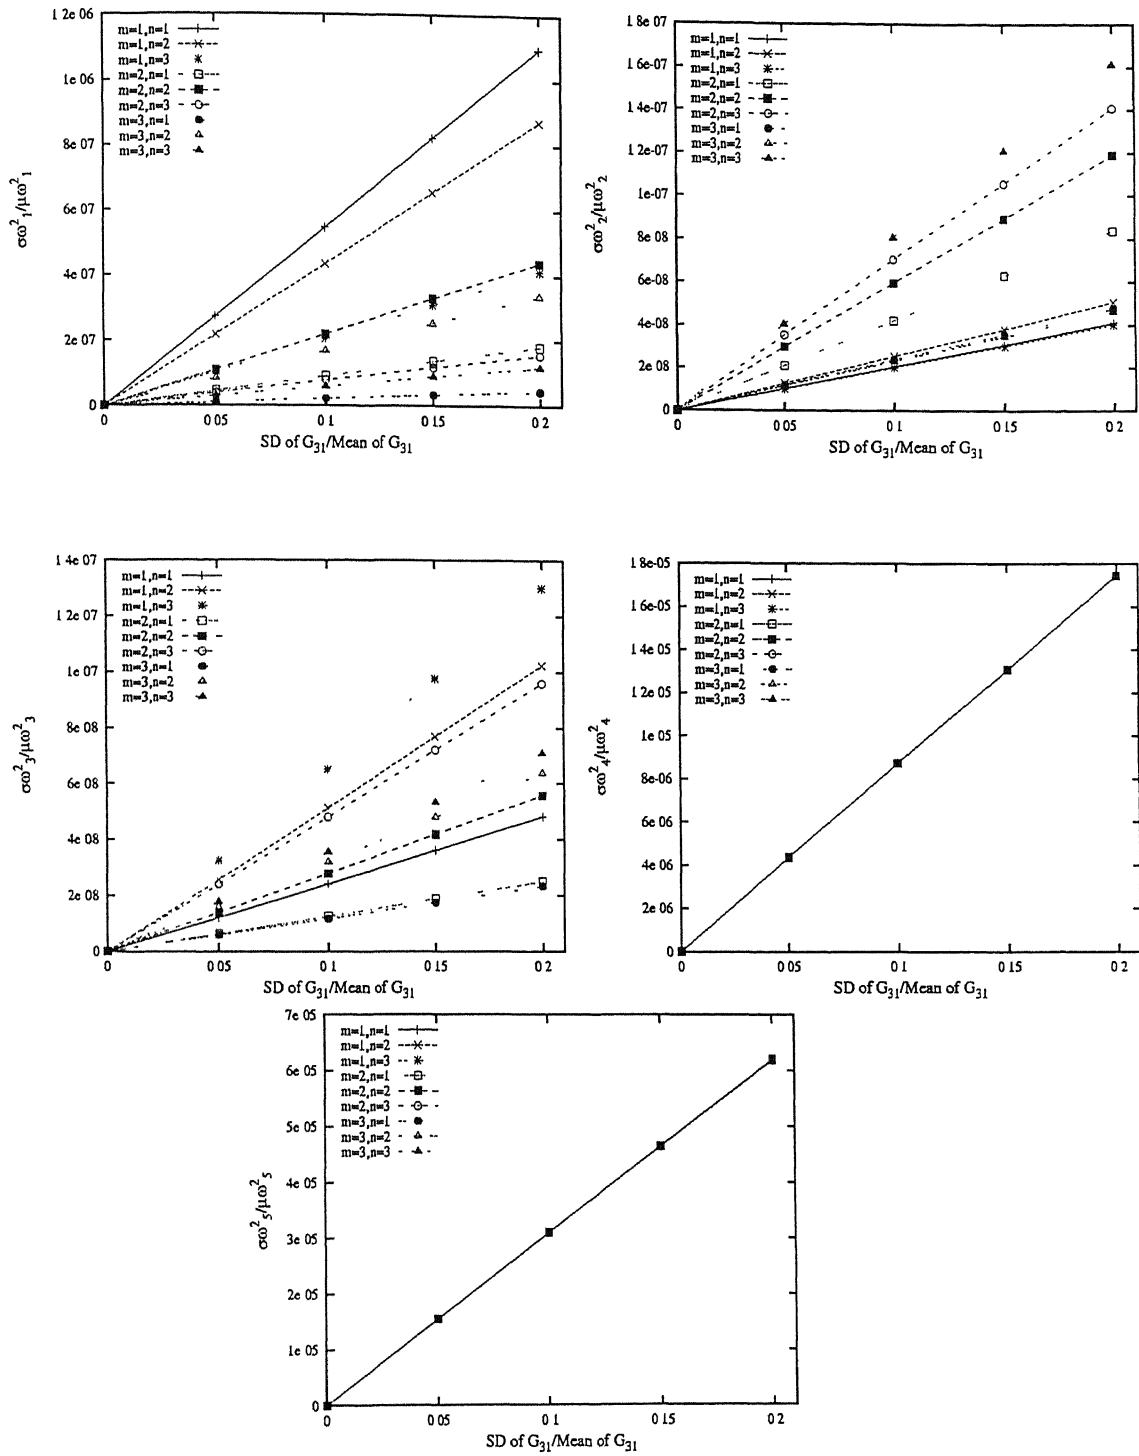 1 2e 06
1e 06
8e 07
6e 07
4e 07
2e 07
0
m=1,n=1
m=1,n=2
m=1,n=3
m=2,n=1
m=2,n=2
m=2,n=3
m=3,n=1
m=3,n=2
m=3,n=3
σω²₁/μω²₁
0 0 05 0 1 0 15 0 2
SD of G₃₁/Mean of G₃₁
1 8e 07
1 6e-07
1 4e-07
1 2e-07
1e-07
8e 08
6e-08
4e-08
2e 08
0
m=1,n=1
m=1,n=2
m=1,n=3
m=2,n=1
m=2,n=2
m=2,n=3
m=3,n=1
m=3,n=2
m=3,n=3
σω²₂/μω²₂
0 0 05 0 1 0 15 0 2
SD of G₃₁/Mean of G₃₁
1 4e 07
1 2e 07
1e 07
8e 08
6e 08
4e 08
2e 08
0
m=1,n=1
m=1,n=2
m=1,n=3
m=2,n=1
m=2,n=2
m=2,n=3
m=3,n=1
m=3,n=2
m=3,n=3
σω²₃/μω²₃
0 0 05 0 1 0 15 0 2
SD of G₃₁/Mean of G₃₁
1 8e-05
1 6e-05
1 4e 05
1 2e 05
1e 05
8e-06
6e 06
4e 06
2e 06
0
m=1,n=1
m=1,n=2
m=1,n=3
m=2,n=1
m=2,n=2
m=2,n=3
m=3,n=1
m=3,n=2
m=3,n=3
σω²₄/μω²₄
0 0 05 0 1 0 15 0 2
SD of G₃₁/Mean of G₃₁
7e 05
6e 05
5e 05
4e 05
3e 05
2e 05
1e 05
0
m=1,n=1
m=1,n=2
m=1,n=3
m=2,n=1
m=2,n=2
m=2,n=3
m=3,n=1
m=3,n=2
m=3,n=3
σω²₅/μω²₅
0 0 05 0 1 0 15 0 2
SD of G₃₁/Mean of G₃₁